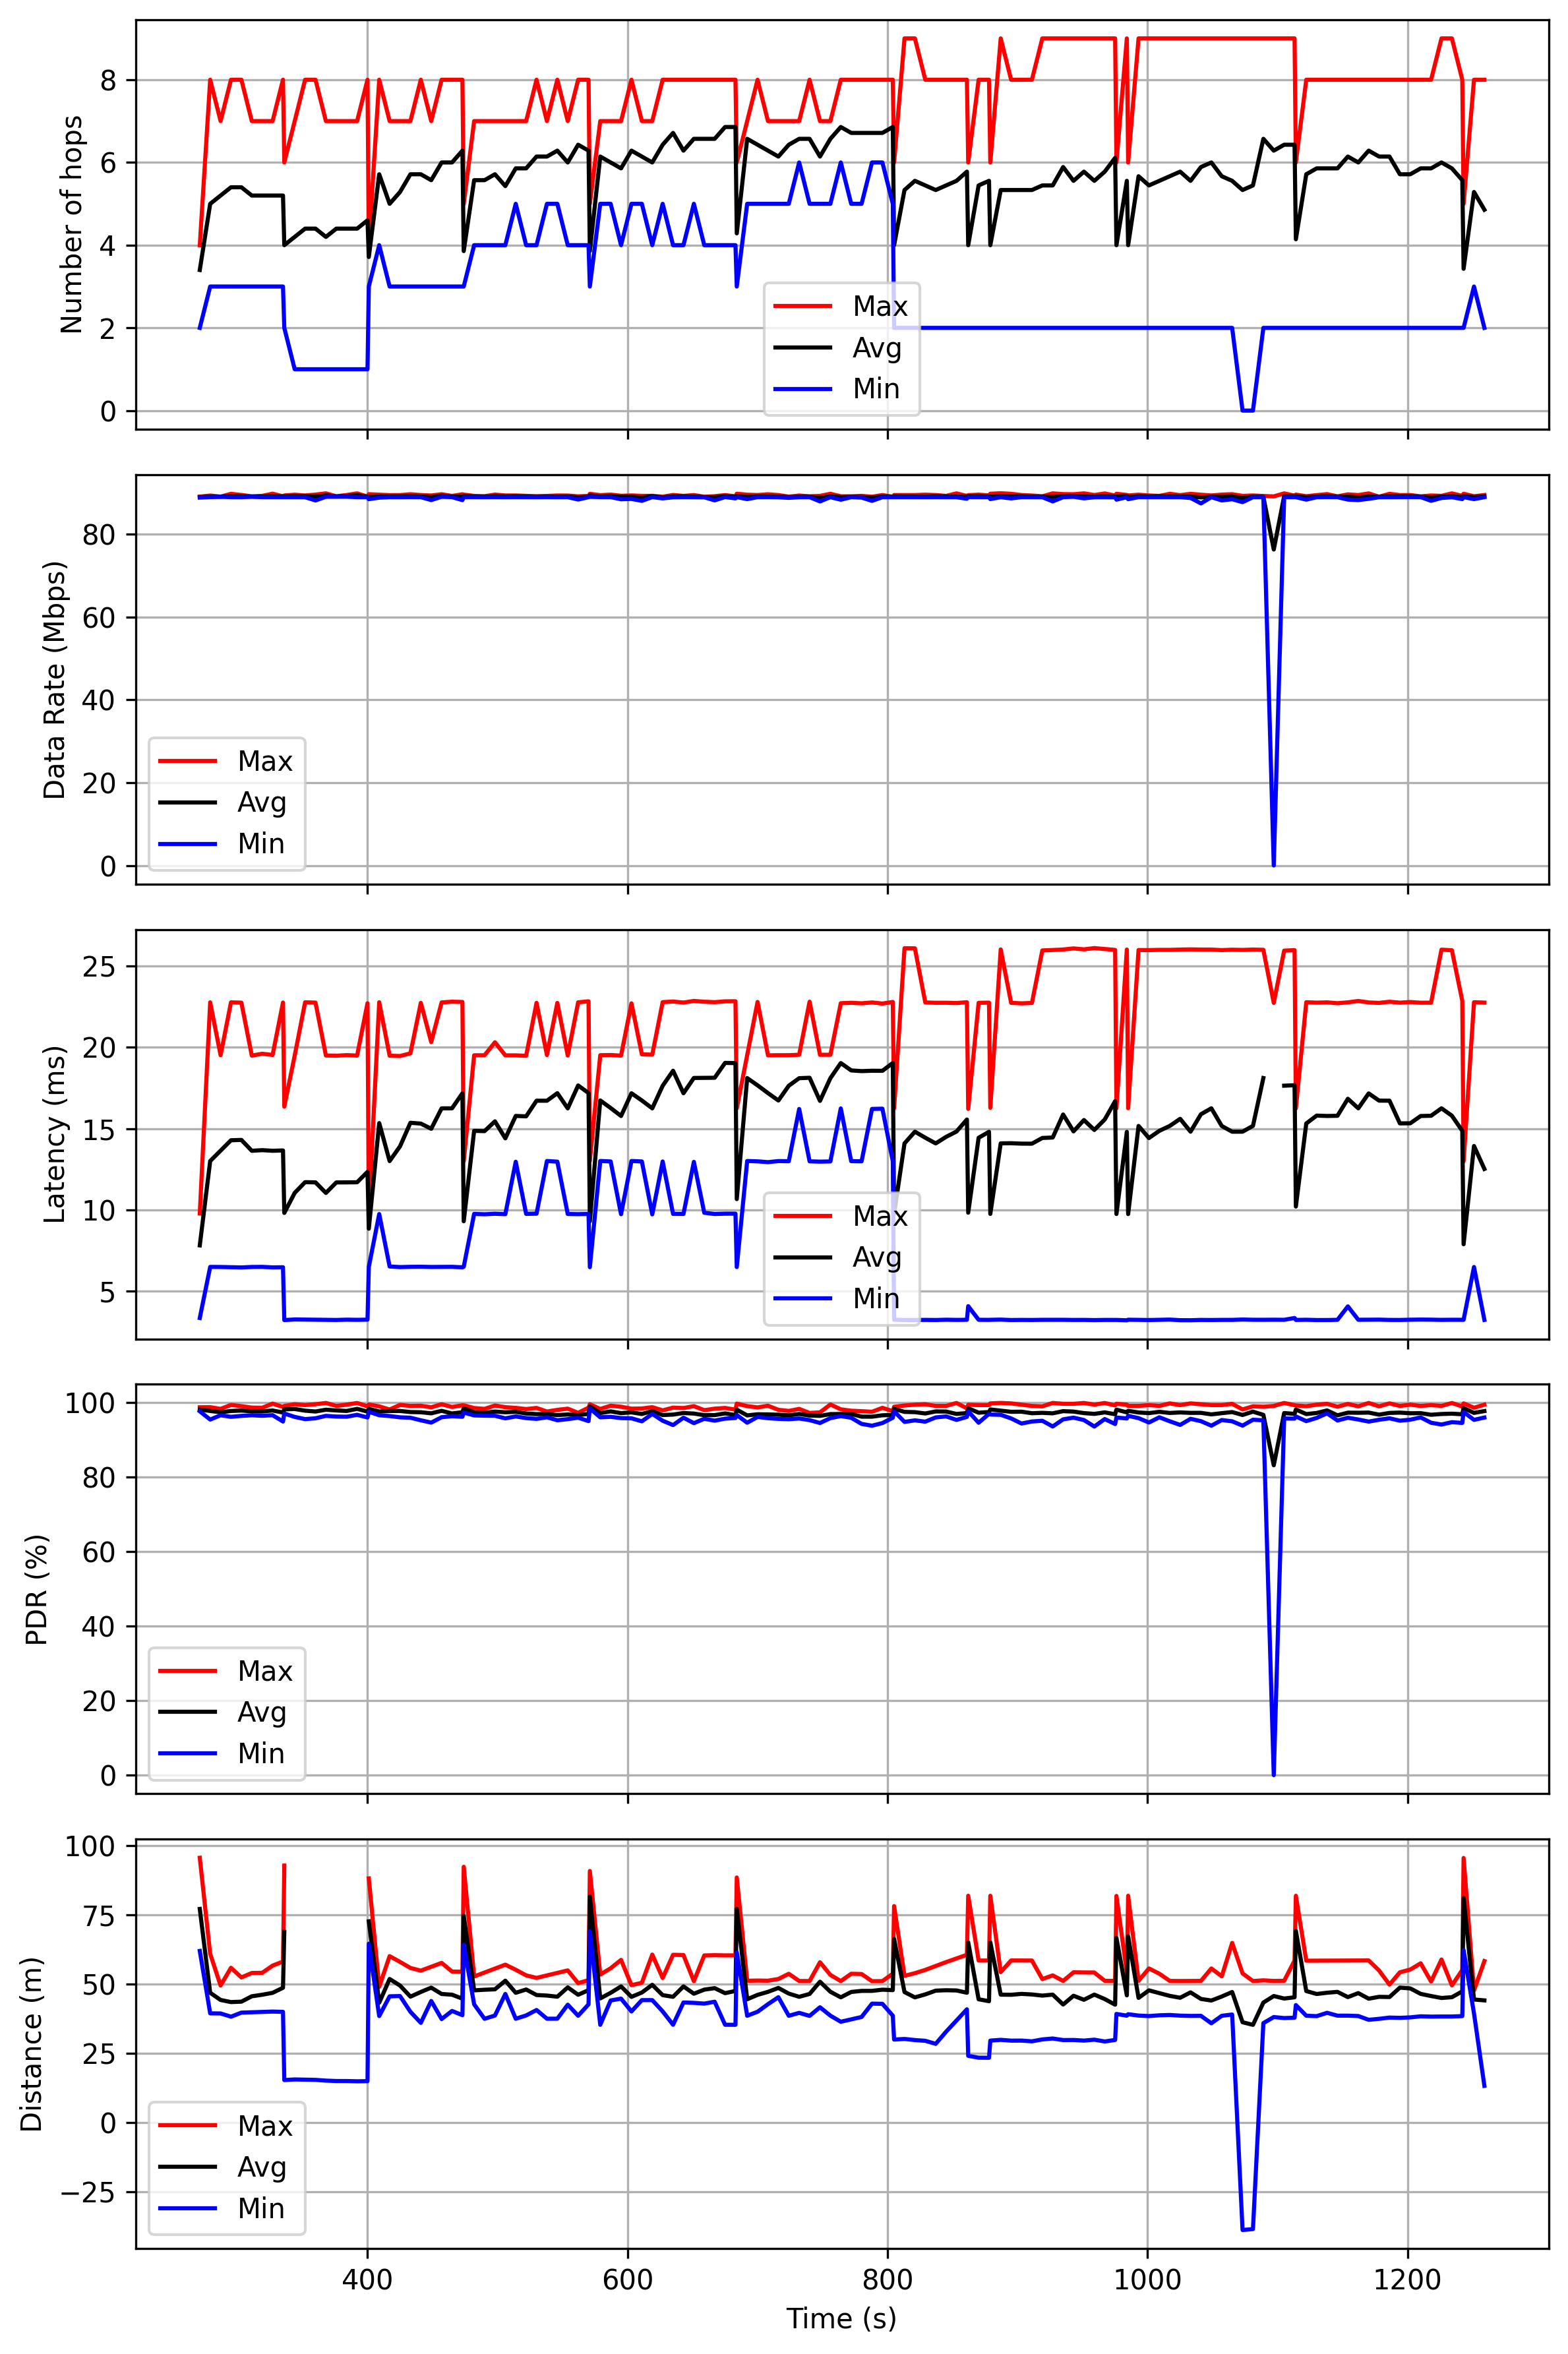 Number of hops
8
6
4
2
0
Max
Avg
Min
Data Rate (Mbps)
80
60
40
20
0
Max
Avg
Min
Latency (ms)
25
20
15
10
5
Max
Avg
Min
PDR (%)
100
80
60
40
20
0
Max
Avg
Min
Distance (m)
100
75
50
25
0
−25
Max
Avg
Min
400 600 800 1000 1200
Time (s)